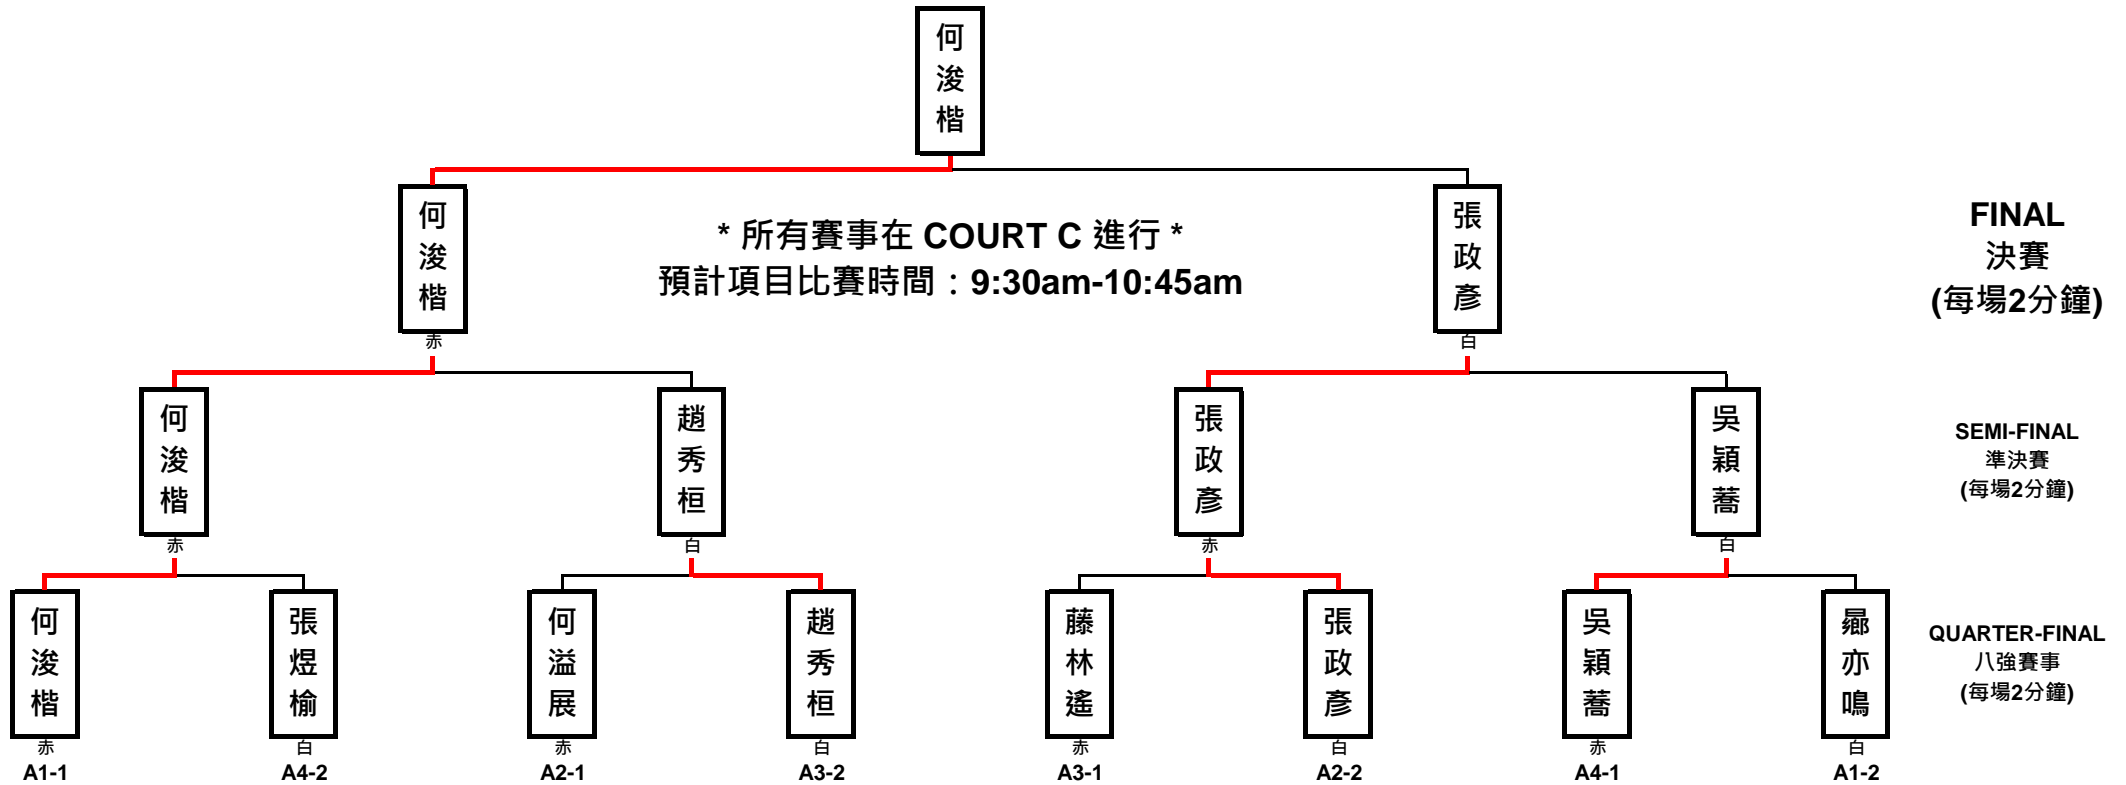 何浚楷
何浚楷
* 所有賽事在 COURT C 進行 *
預計項目比賽時間：9:30am-10:45am
張政彥
FINAL
決賽
(每場2分鐘)
赤
白
何浚楷
趙秀桓
張政彥
吳穎蕎
SEMI-FINAL
準決賽
(每場2分鐘)
赤
白
赤
白
何浚楷
張煜榆
何溢展
趙秀桓
藤林遙
張政彥
吳穎蕎
亦鳴
QUARTER-FINAL
八強賽事
(每場2分鐘)
赤
白
赤
白
赤
白
赤
白
A1-1
A4-2
A2-1
A3-2
A3-1
A2-2
A4-1
A1-2